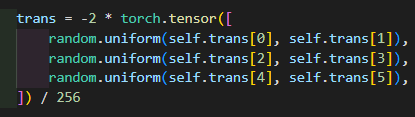 trans = -2 * torch.tensor([
    random.uniform(self.trans[0], self.trans[1]),
    random.uniform(self.trans[2], self.trans[3]),
    random.uniform(self.trans[4], self.trans[5]),
]) / 256